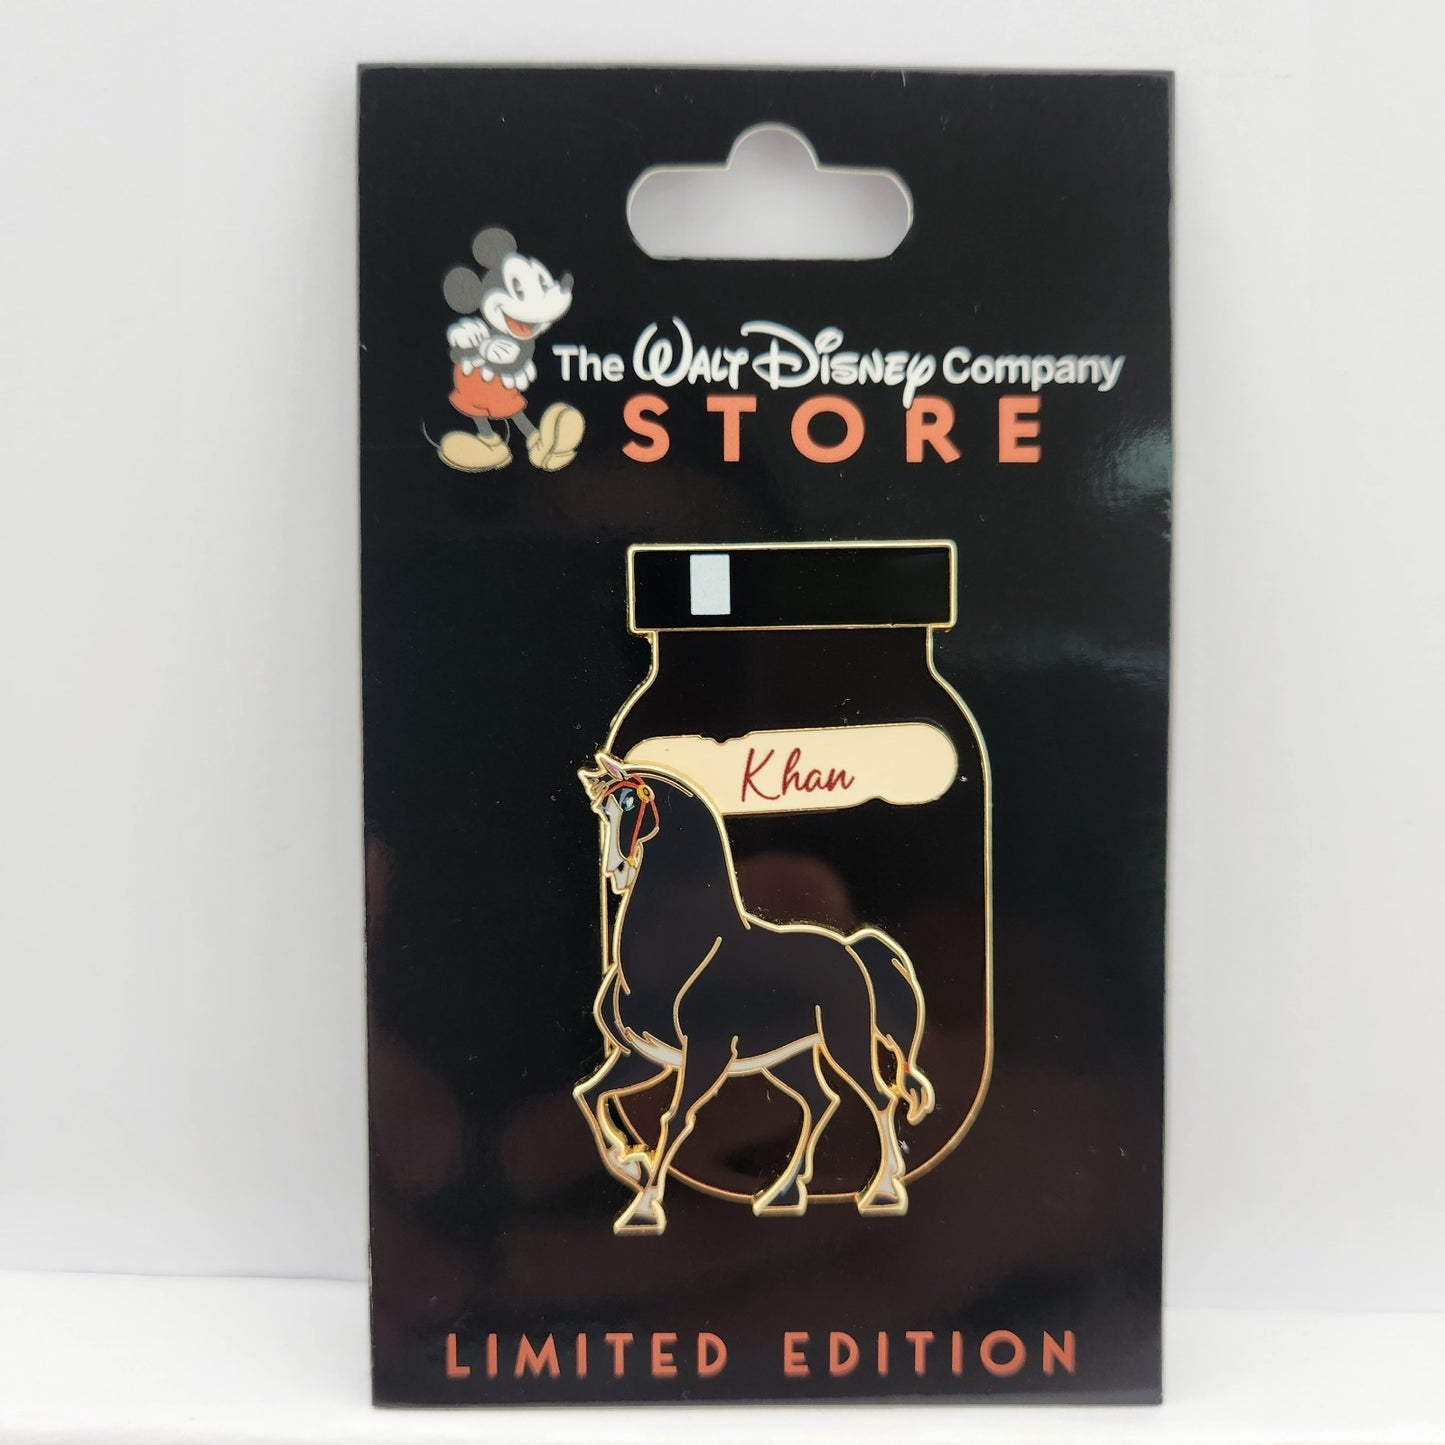 The Walt Disney Company
STORE
Khan
LIMITED EDITION